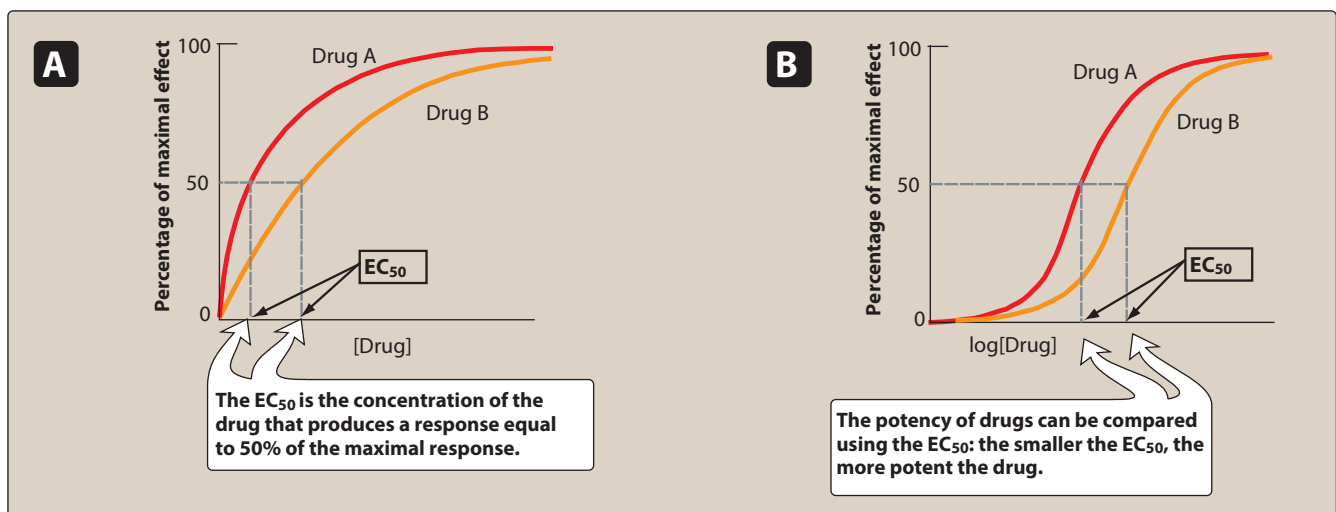 A
Percentage of maximal effect
100
50
0
Drug A
Drug B
EC50
[Drug]
The EC50 is the concentration of the
drug that produces a response equal
to 50% of the maximal response.
B
Percentage of maximal effect
100
50
0
Drug A
Drug B
EC50
log[Drug]
The potency of drugs can be compared
using the EC50: the smaller the EC50, the
more potent the drug.